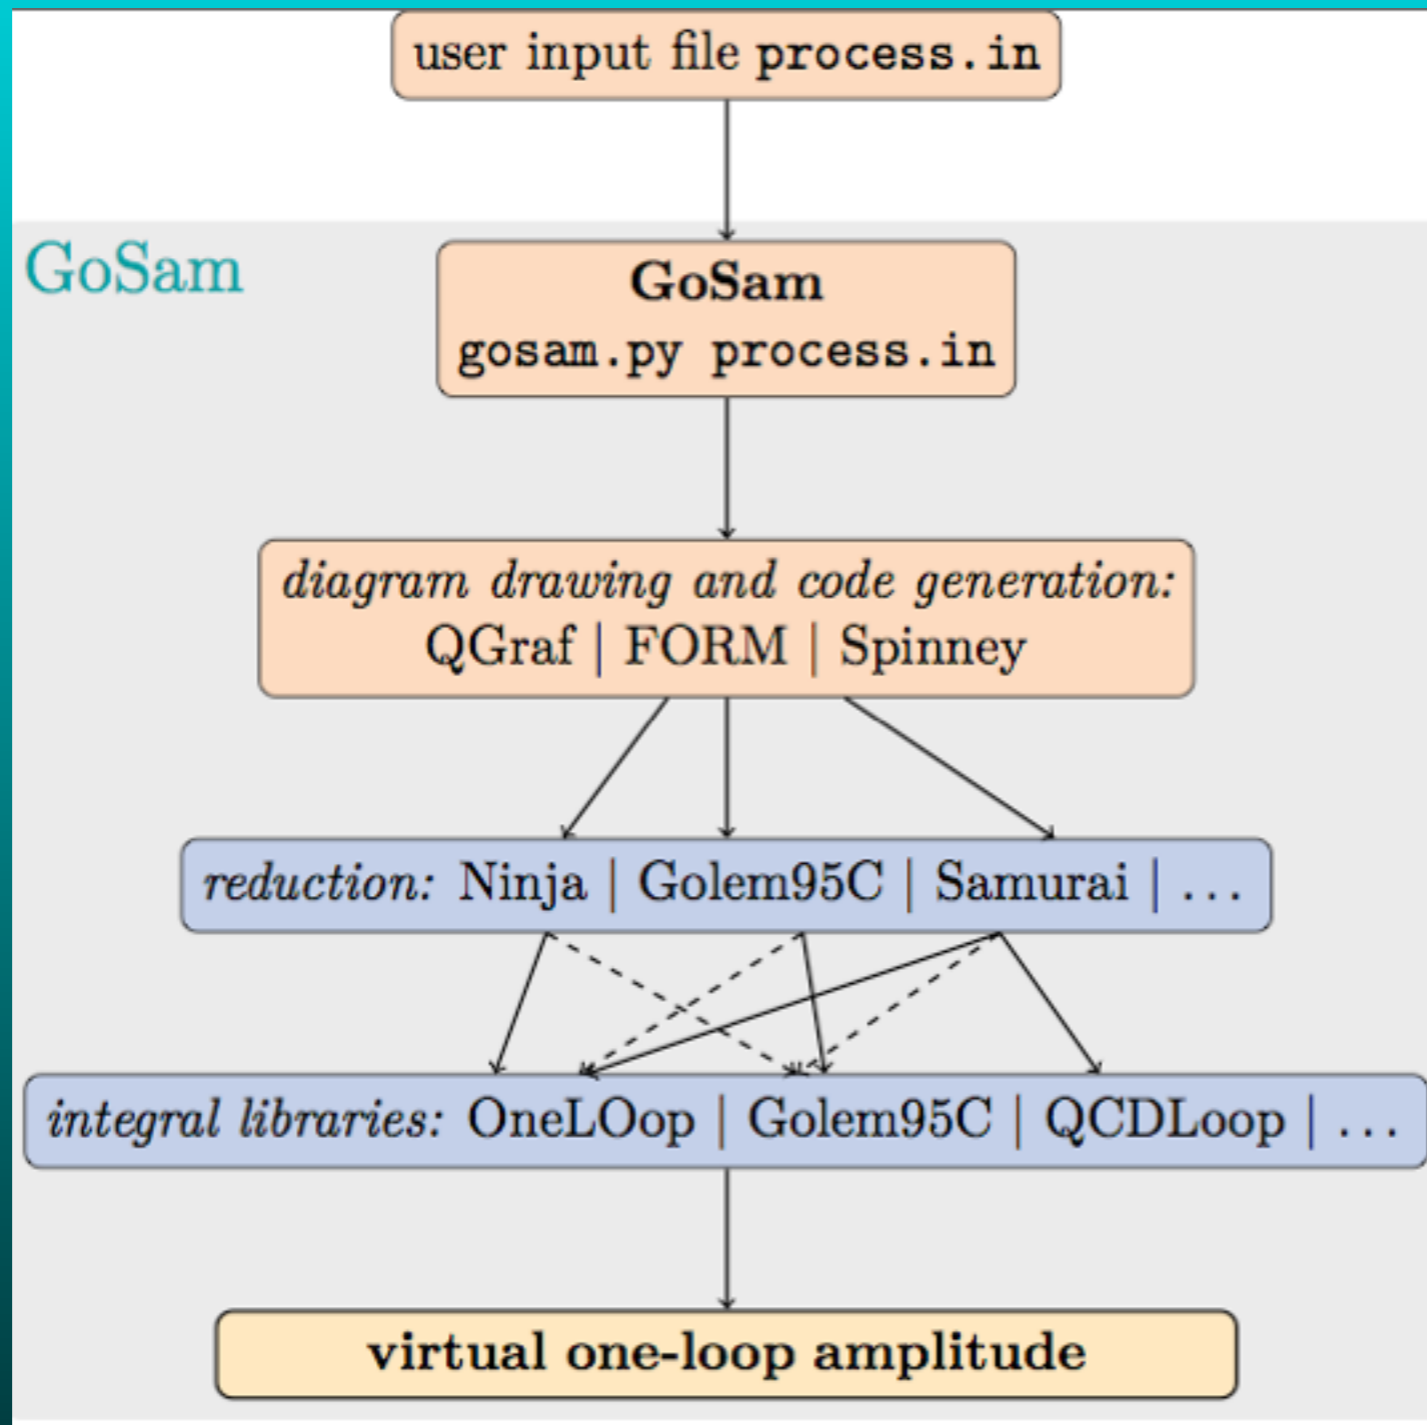 user input file process.in
GoSam
GoSam
gosam.py process.in
diagram drawing and code generation:
QGraf | FORM | Spinney
reduction: Ninja | Golem95C | Samurai | ...
integral libraries: OneLOop | Golem95C | QCDLoop | ...
virtual one-loop amplitude